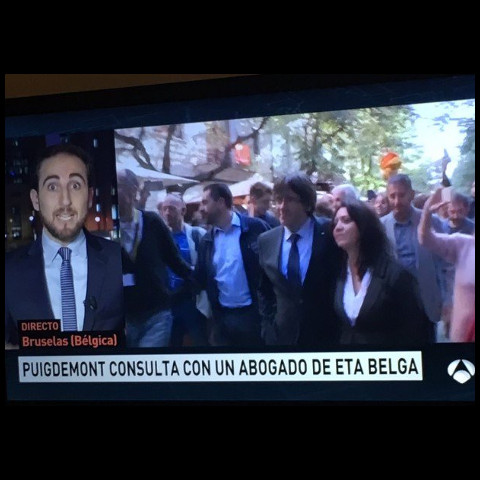 DIRECTO
Bruselas (Bélgica)
PUIGDEMONT CONSULTA CON UN ABOGADO DE ETA BELGA